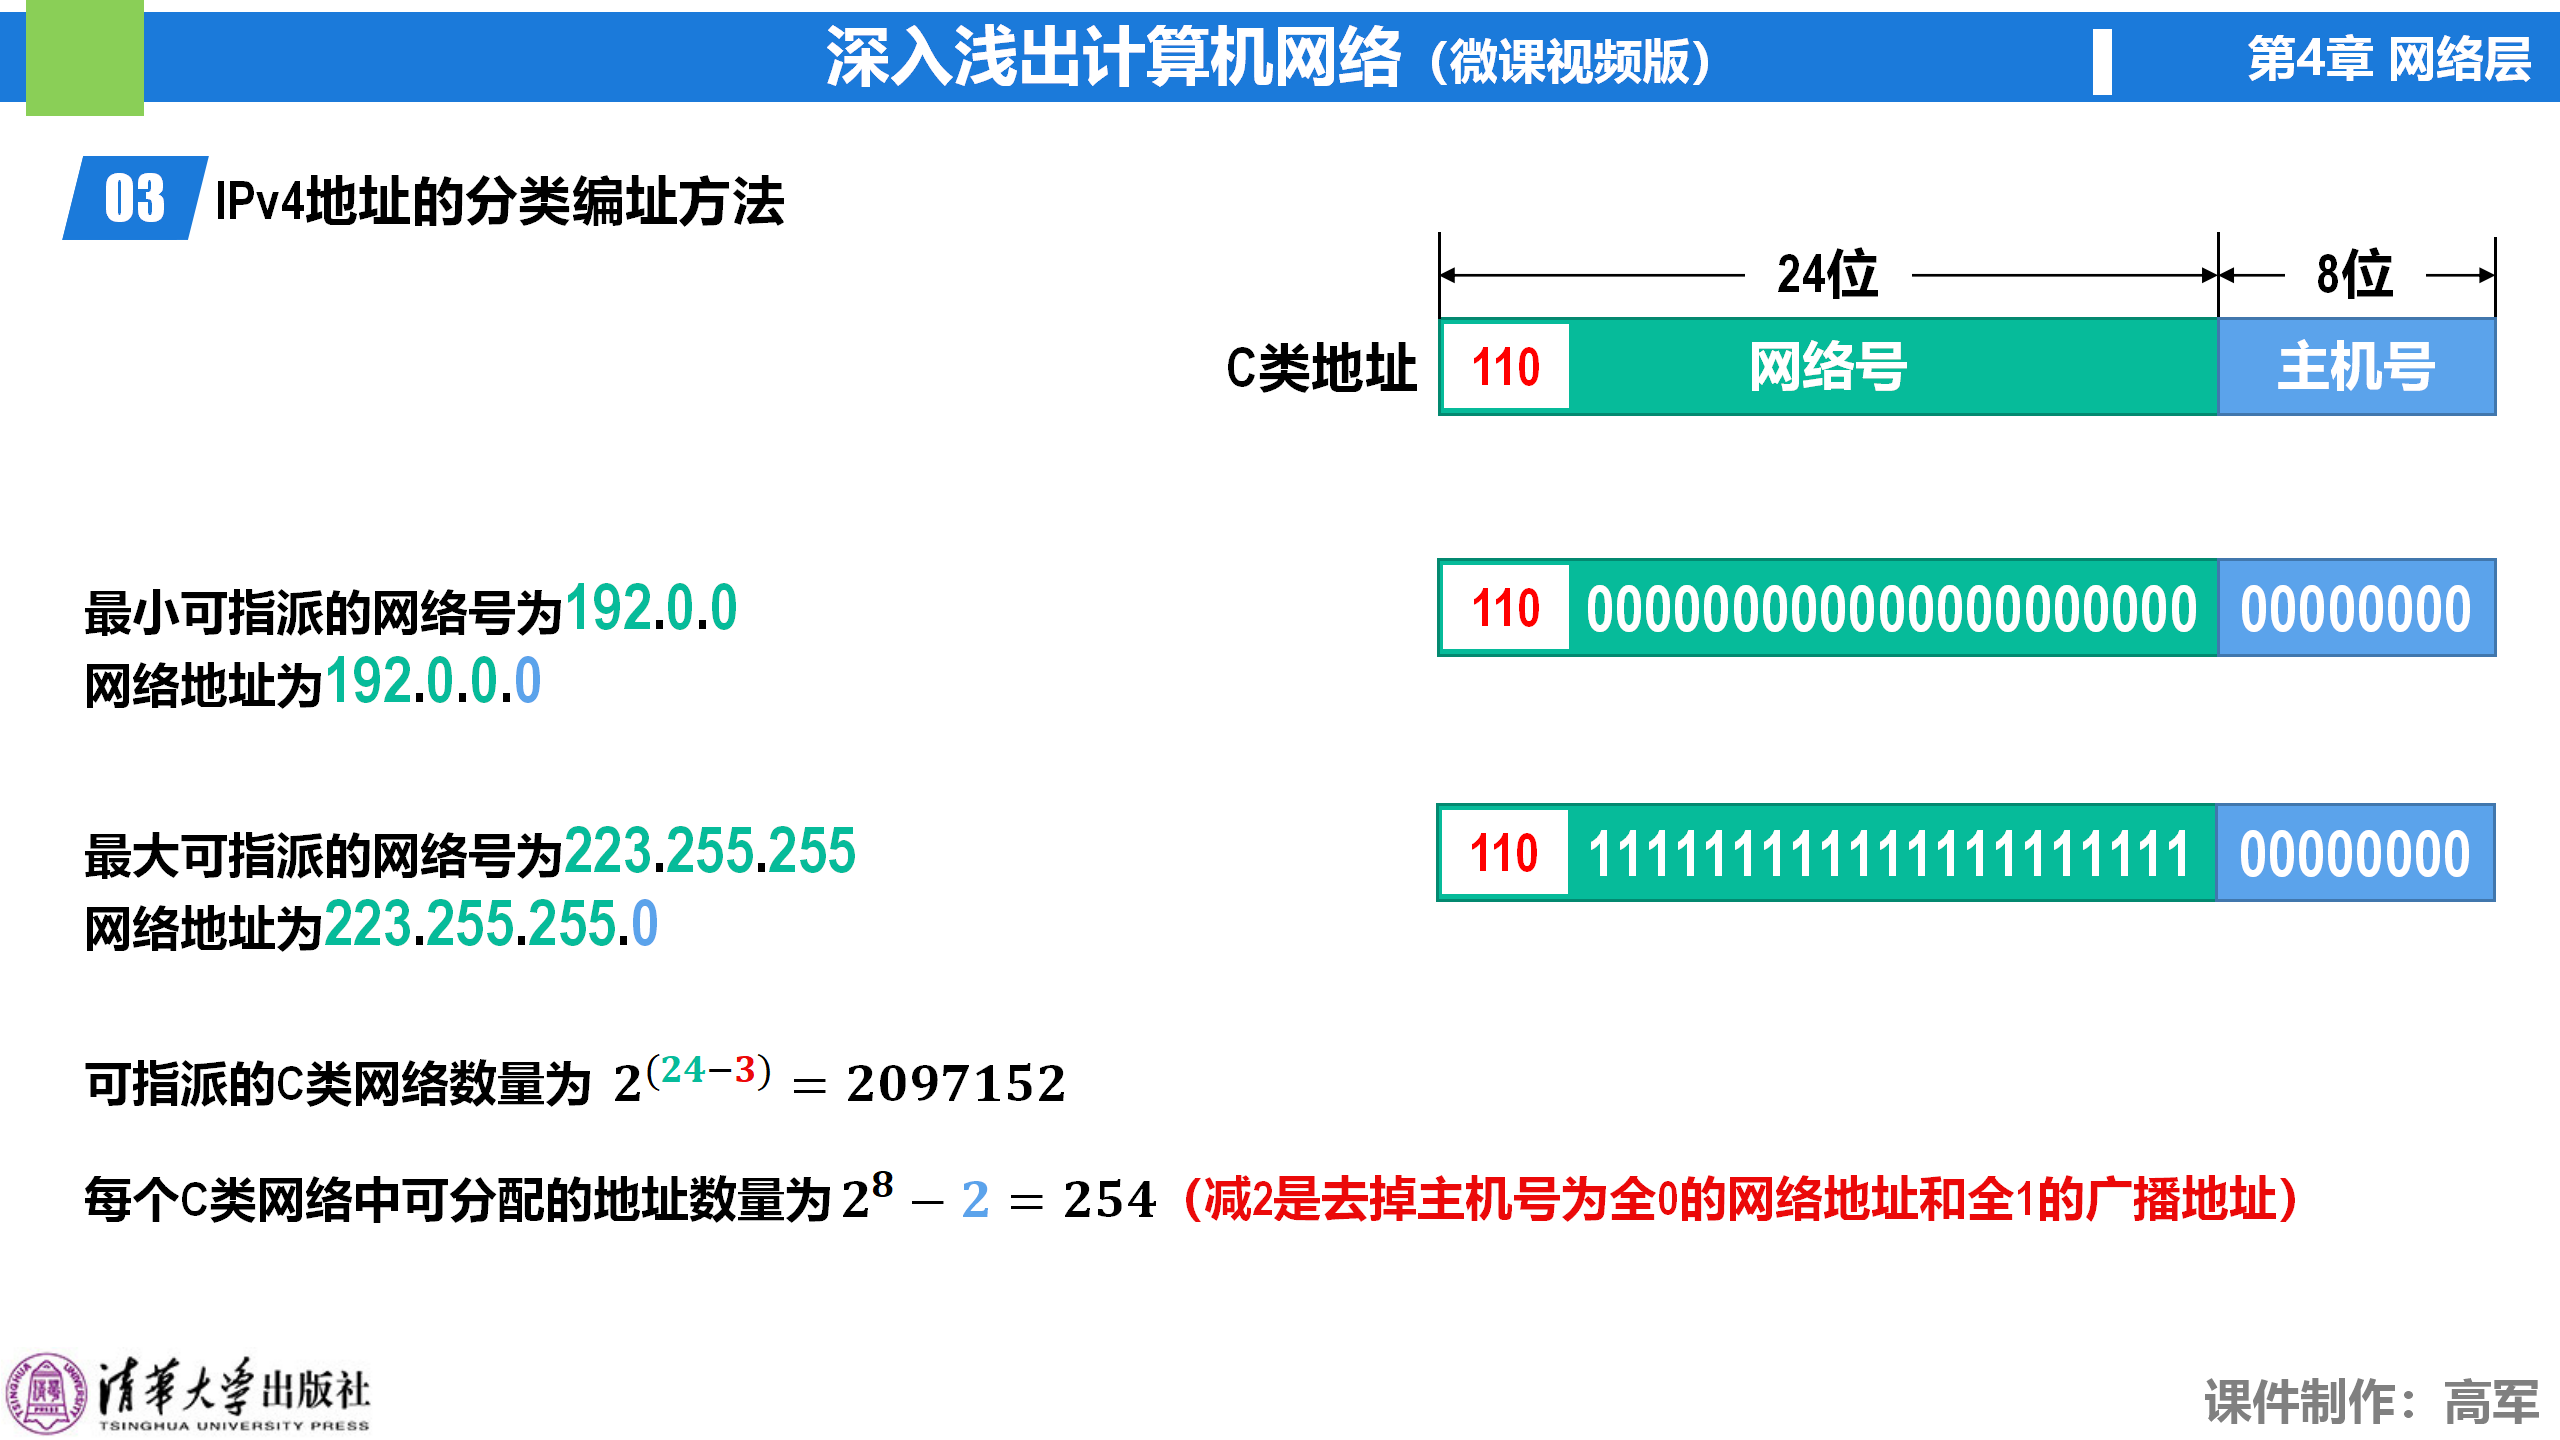 深入浅出计算机网络（微课视频版）
第4章 网络层
03 IPv4地址的分类编址方法
24位 8位
C类地址 110 网络号 主机号
最小可指派的网络号为192.0.0
网络地址为192.0.0.0
110 000000000000000000000 00000000
最大可指派的网络号为223.255.255
网络地址为223.255.255.0
110 111111111111111111111 00000000
可指派的C类网络数量为 2^(24−3) = 2097152
每个C类网络中可分配的地址数量为 2^8 − 2 = 254（减2是去掉主机号为全0的网络地址和全1的广播地址）
清华大学出版社
TSINGHUA UNIVERSITY PRESS
课件制作：高军